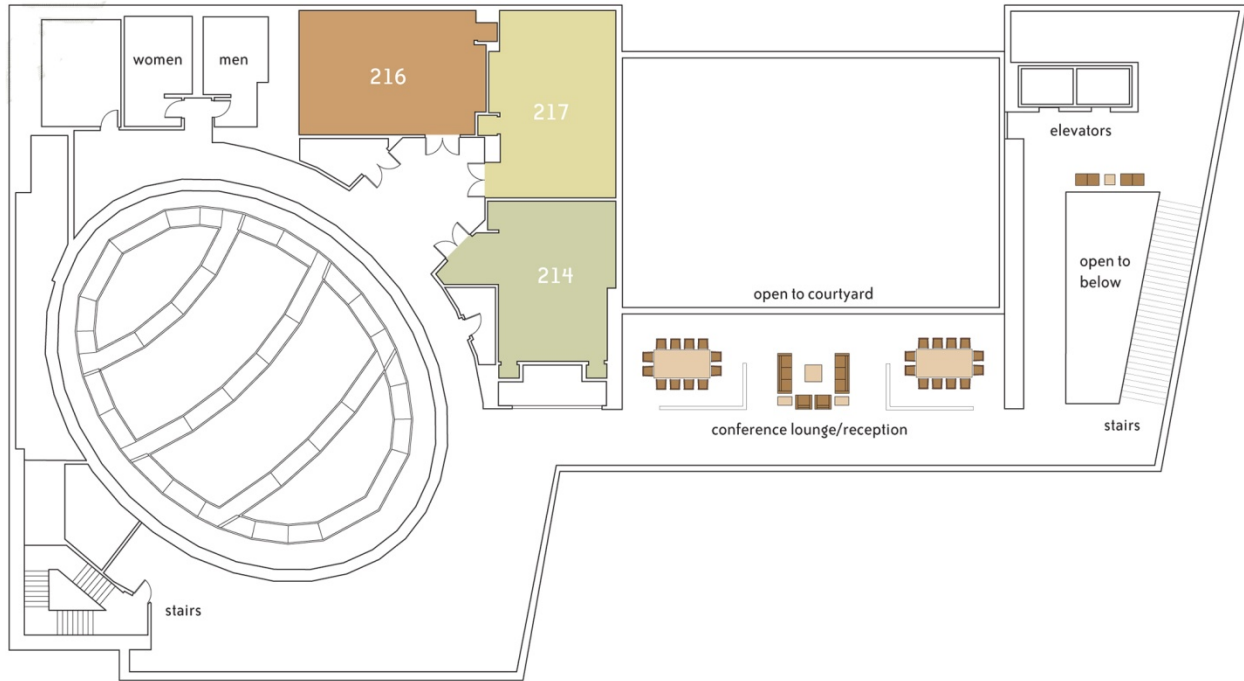 women
men
216
217
elevators
214
open to
below
open to courtyard
conference lounge/reception
stairs
stairs